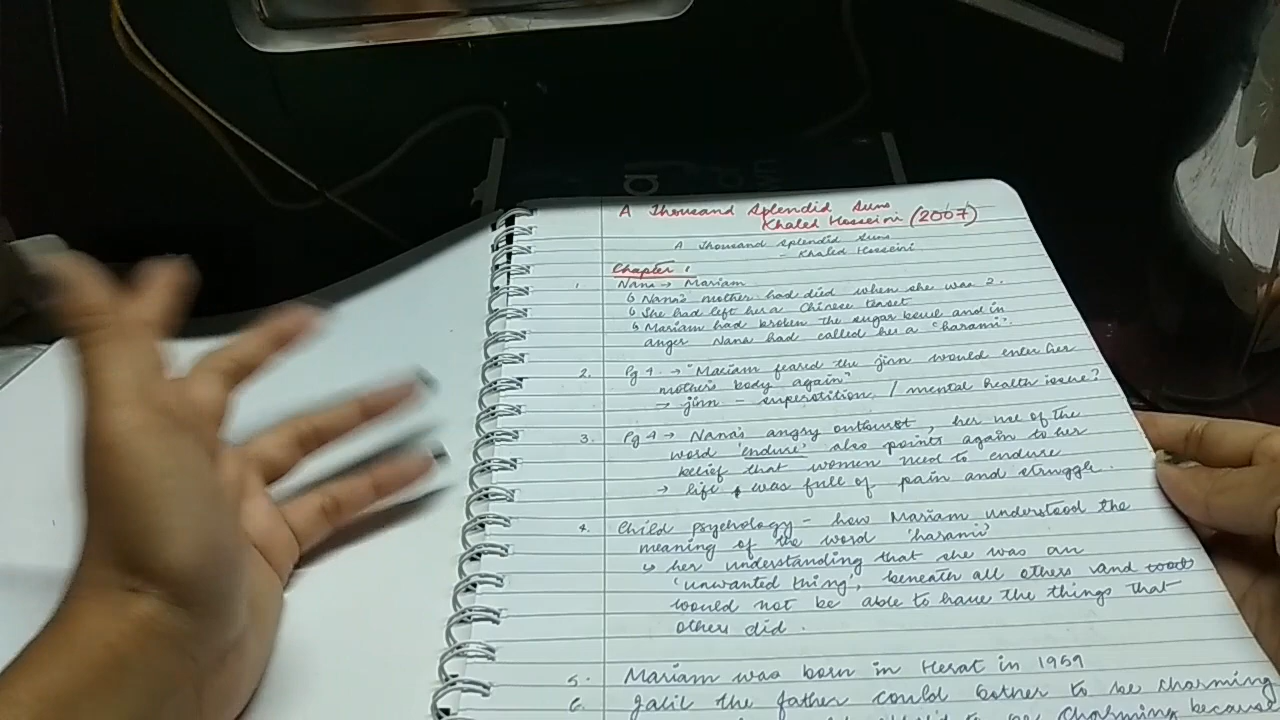 A Thousand Splendid Suns
Khaled Hosseini (2007)
A Thousand Splendid Suns
- Khaled Hosseini
Chapter 1
1. Nana → Mariam
↳ Nana's mother had died when she was 2.
↳ She had left her a Chinese teaset
↳ Mariam had broken the sugar bowl and in
anger Nana had called her a 'harami'.
2. Pg 4. → "Mariam feared the jinn would enter her
mother's body again"
→ jinn - superstition / mental health issue?
3. Pg 4 → Nana's angry outburst, her use of the
word 'endure' also points again to her
belief that women need to endure
→ life was full of pain and struggle.
4. Child psychology - how Mariam understood the
meaning of the word 'harami'
↳ her understanding that she was an
'unwanted thing', beneath all others and
would not be able to have the things that
others did.
5. Mariam was born in Herat in 1959
6. Jalil the father could bother to be charming
to be charming because